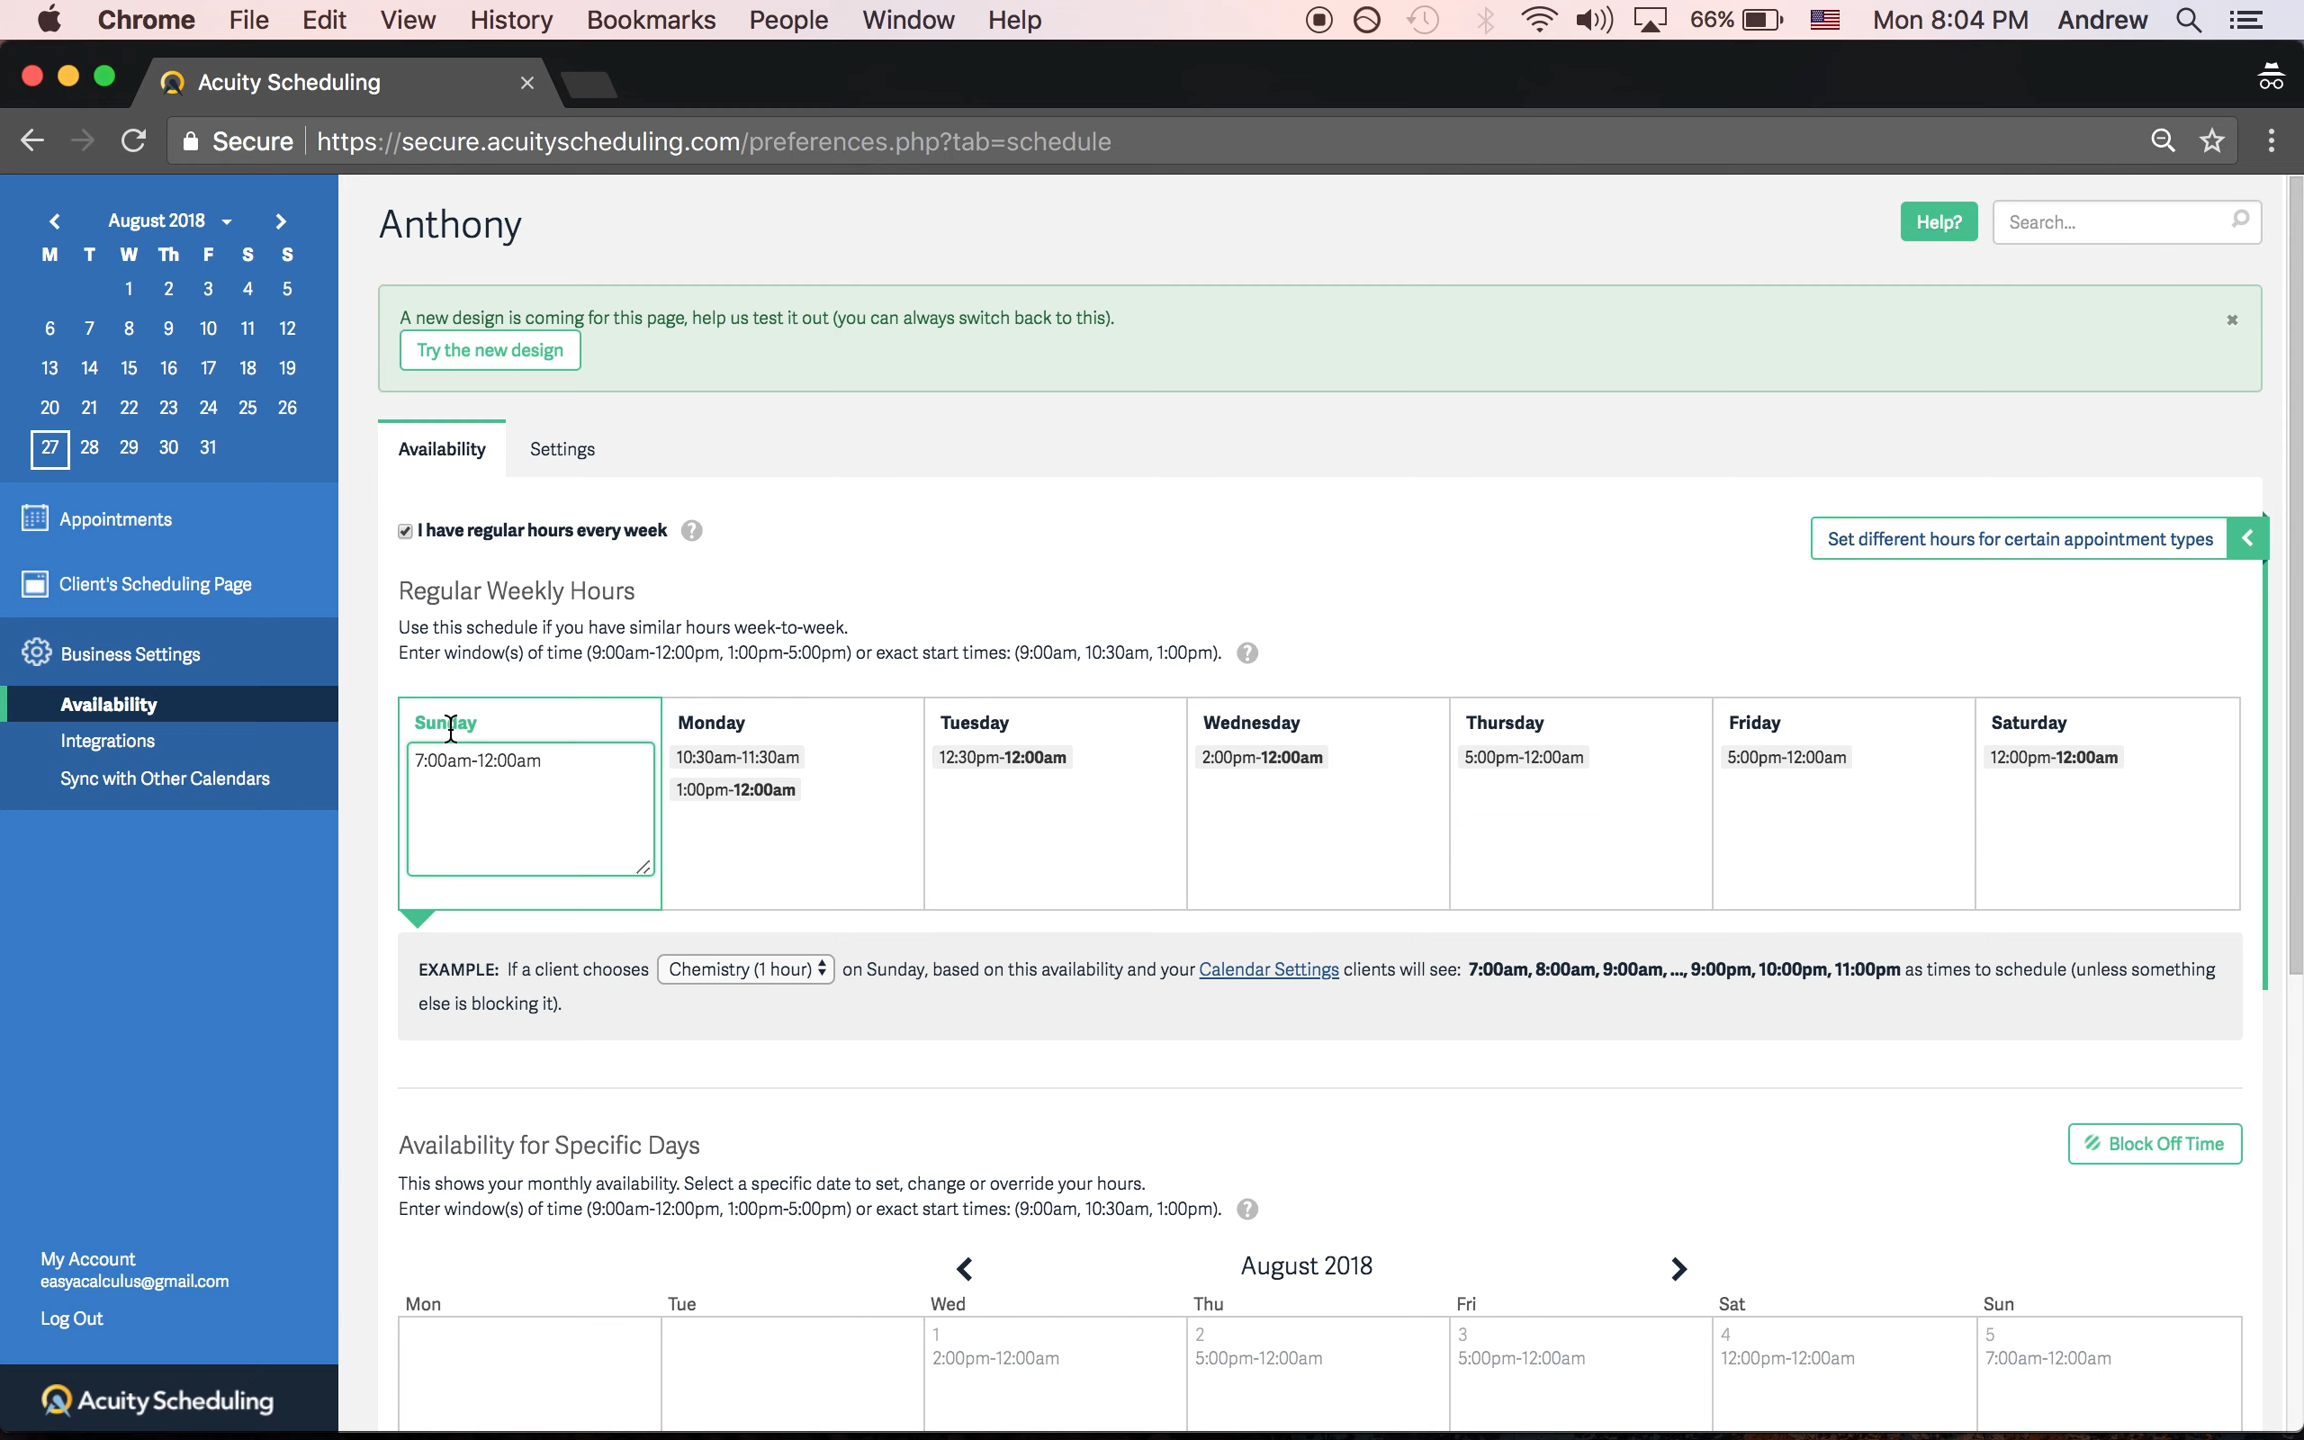 Chrome File Edit View History Bookmarks People Window Help 66% Mon 8:04 PM Andrew
Acuity Scheduling
Secure https://secure.acuityscheduling.com/preferences.php?tab=schedule
August 2018
M T W Th F S S
1 2 3 4 5
6 7 8 9 10 11 12
13 14 15 16 17 18 19
20 21 22 23 24 25 26
27 28 29 30 31
Appointments
Client's Scheduling Page
Business Settings
Availability
Integrations
Sync with Other Calendars
My Account
easyacalculus@gmail.com
Log Out
Acuity Scheduling
Anthony
Help? Search...
A new design is coming for this page, help us test it out (you can always switch back to this).
Try the new design
Availability Settings
I have regular hours every week ?
Set different hours for certain appointment types
Regular Weekly Hours
Use this schedule if you have similar hours week-to-week.
Enter window(s) of time (9:00am-12:00pm, 1:00pm-5:00pm) or exact start times: (9:00am, 10:30am, 1:00pm). ?
Sunday Monday Tuesday Wednesday Thursday Friday Saturday
7:00am-12:00am 10:30am-11:30am 12:30pm-12:00am 2:00pm-12:00am 5:00pm-12:00am 5:00pm-12:00am 12:00pm-12:00am
1:00pm-12:00am
EXAMPLE: If a client chooses Chemistry (1 hour) on Sunday, based on this availability and your Calendar Settings clients will see: 7:00am, 8:00am, 9:00am, ..., 9:00pm, 10:00pm, 11:00pm as times to schedule (unless something
else is blocking it).
Availability for Specific Days
Block Off Time
This shows your monthly availability. Select a specific date to set, change or override your hours.
Enter window(s) of time (9:00am-12:00pm, 1:00pm-5:00pm) or exact start times: (9:00am, 10:30am, 1:00pm). ?
August 2018
Mon Tue Wed Thu Fri Sat Sun
1 2 3 4 5
2:00pm-12:00am 5:00pm-12:00am 5:00pm-12:00am 12:00pm-12:00am 7:00am-12:00am